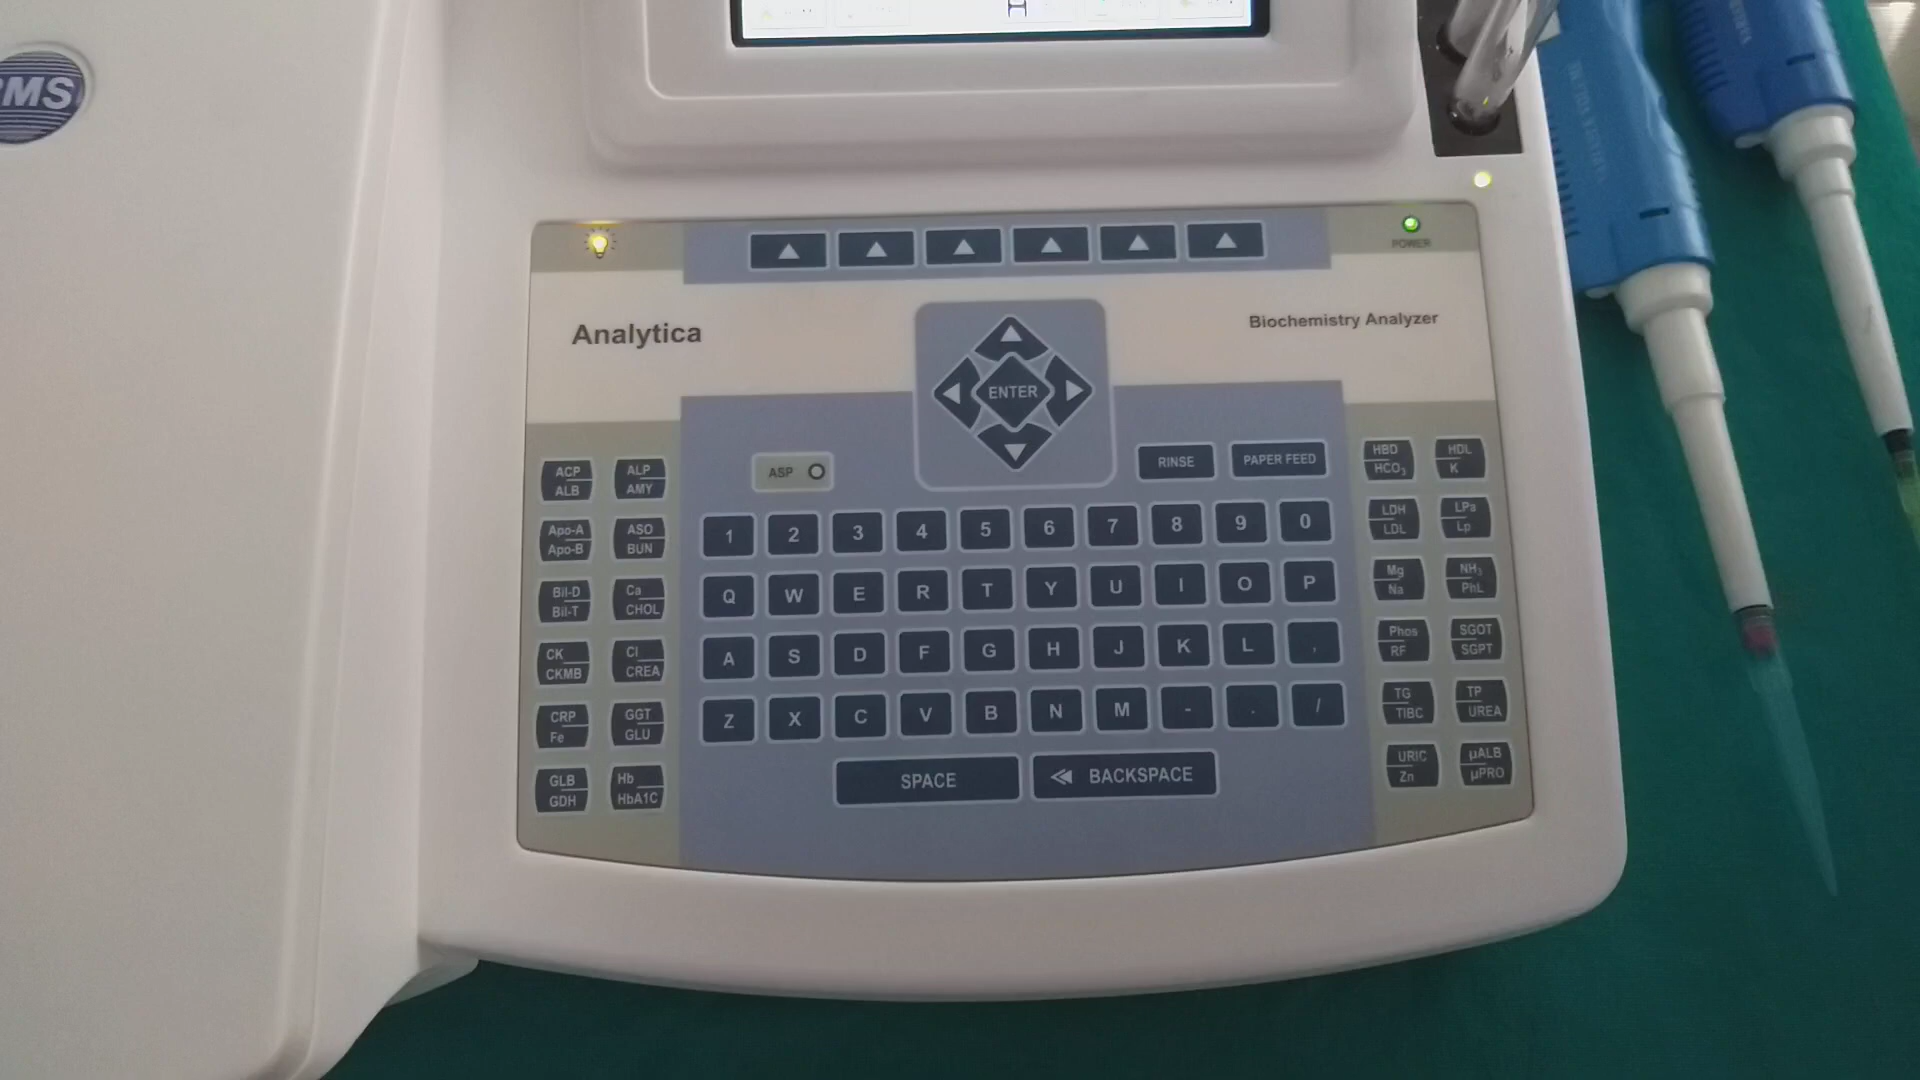 MS
POWER
Analytica
Biochemistry Analyzer
ENTER
ASP
RINSE
PAPER FEED
ACP
ALB
ALP
AMY
Apo-A
Apo-B
ASO
BUN
Bil-D
Bil-T
Ca
CHOL
CK
CKMB
Cl
CREA
CRP
Fe
GGT
GLU
GLB
GDH
Hb
HbA1C
1 2 3 4 5 6 7 8 9 0
Q W E R T Y U I O P
A S D F G H J K L ,
Z X C V B N M - . /
SPACE
BACKSPACE
HBD
HCO₃
HDL
K
LDH
LDL
LPa
Lp
Mg
Na
NH₃
PhL
Phos
RF
SGOT
SGPT
TG
TIBC
TP
UREA
URIC
Zn
µALB
µPRO